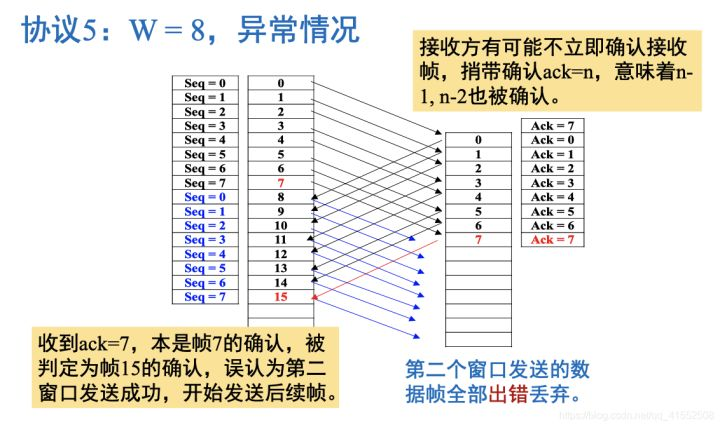 协议5：W = 8，异常情况
接收方有可能不立即确认接收
帧，捎带确认ack=n，意味着n-
1, n-2也被确认。
Seq = 0 0
Seq = 1 1
Seq = 2 2
Seq = 3 3
Seq = 4 4
Seq = 5 5
Seq = 6 6
Seq = 7 7
Seq = 0 8
Seq = 1 9
Seq = 2 10
Seq = 3 11
Seq = 4 12
Seq = 5 13
Seq = 6 14
Seq = 7 15
Ack = 7
0 Ack = 0
1 Ack = 1
2 Ack = 2
3 Ack = 3
4 Ack = 4
5 Ack = 5
6 Ack = 6
7 Ack = 7
收到ack=7，本是帧7的确认，被
判定为帧15的确认，误认为第二
窗口发送成功，开始发送后续帧。
第二个窗口发送的数
据帧全部出错丢弃。